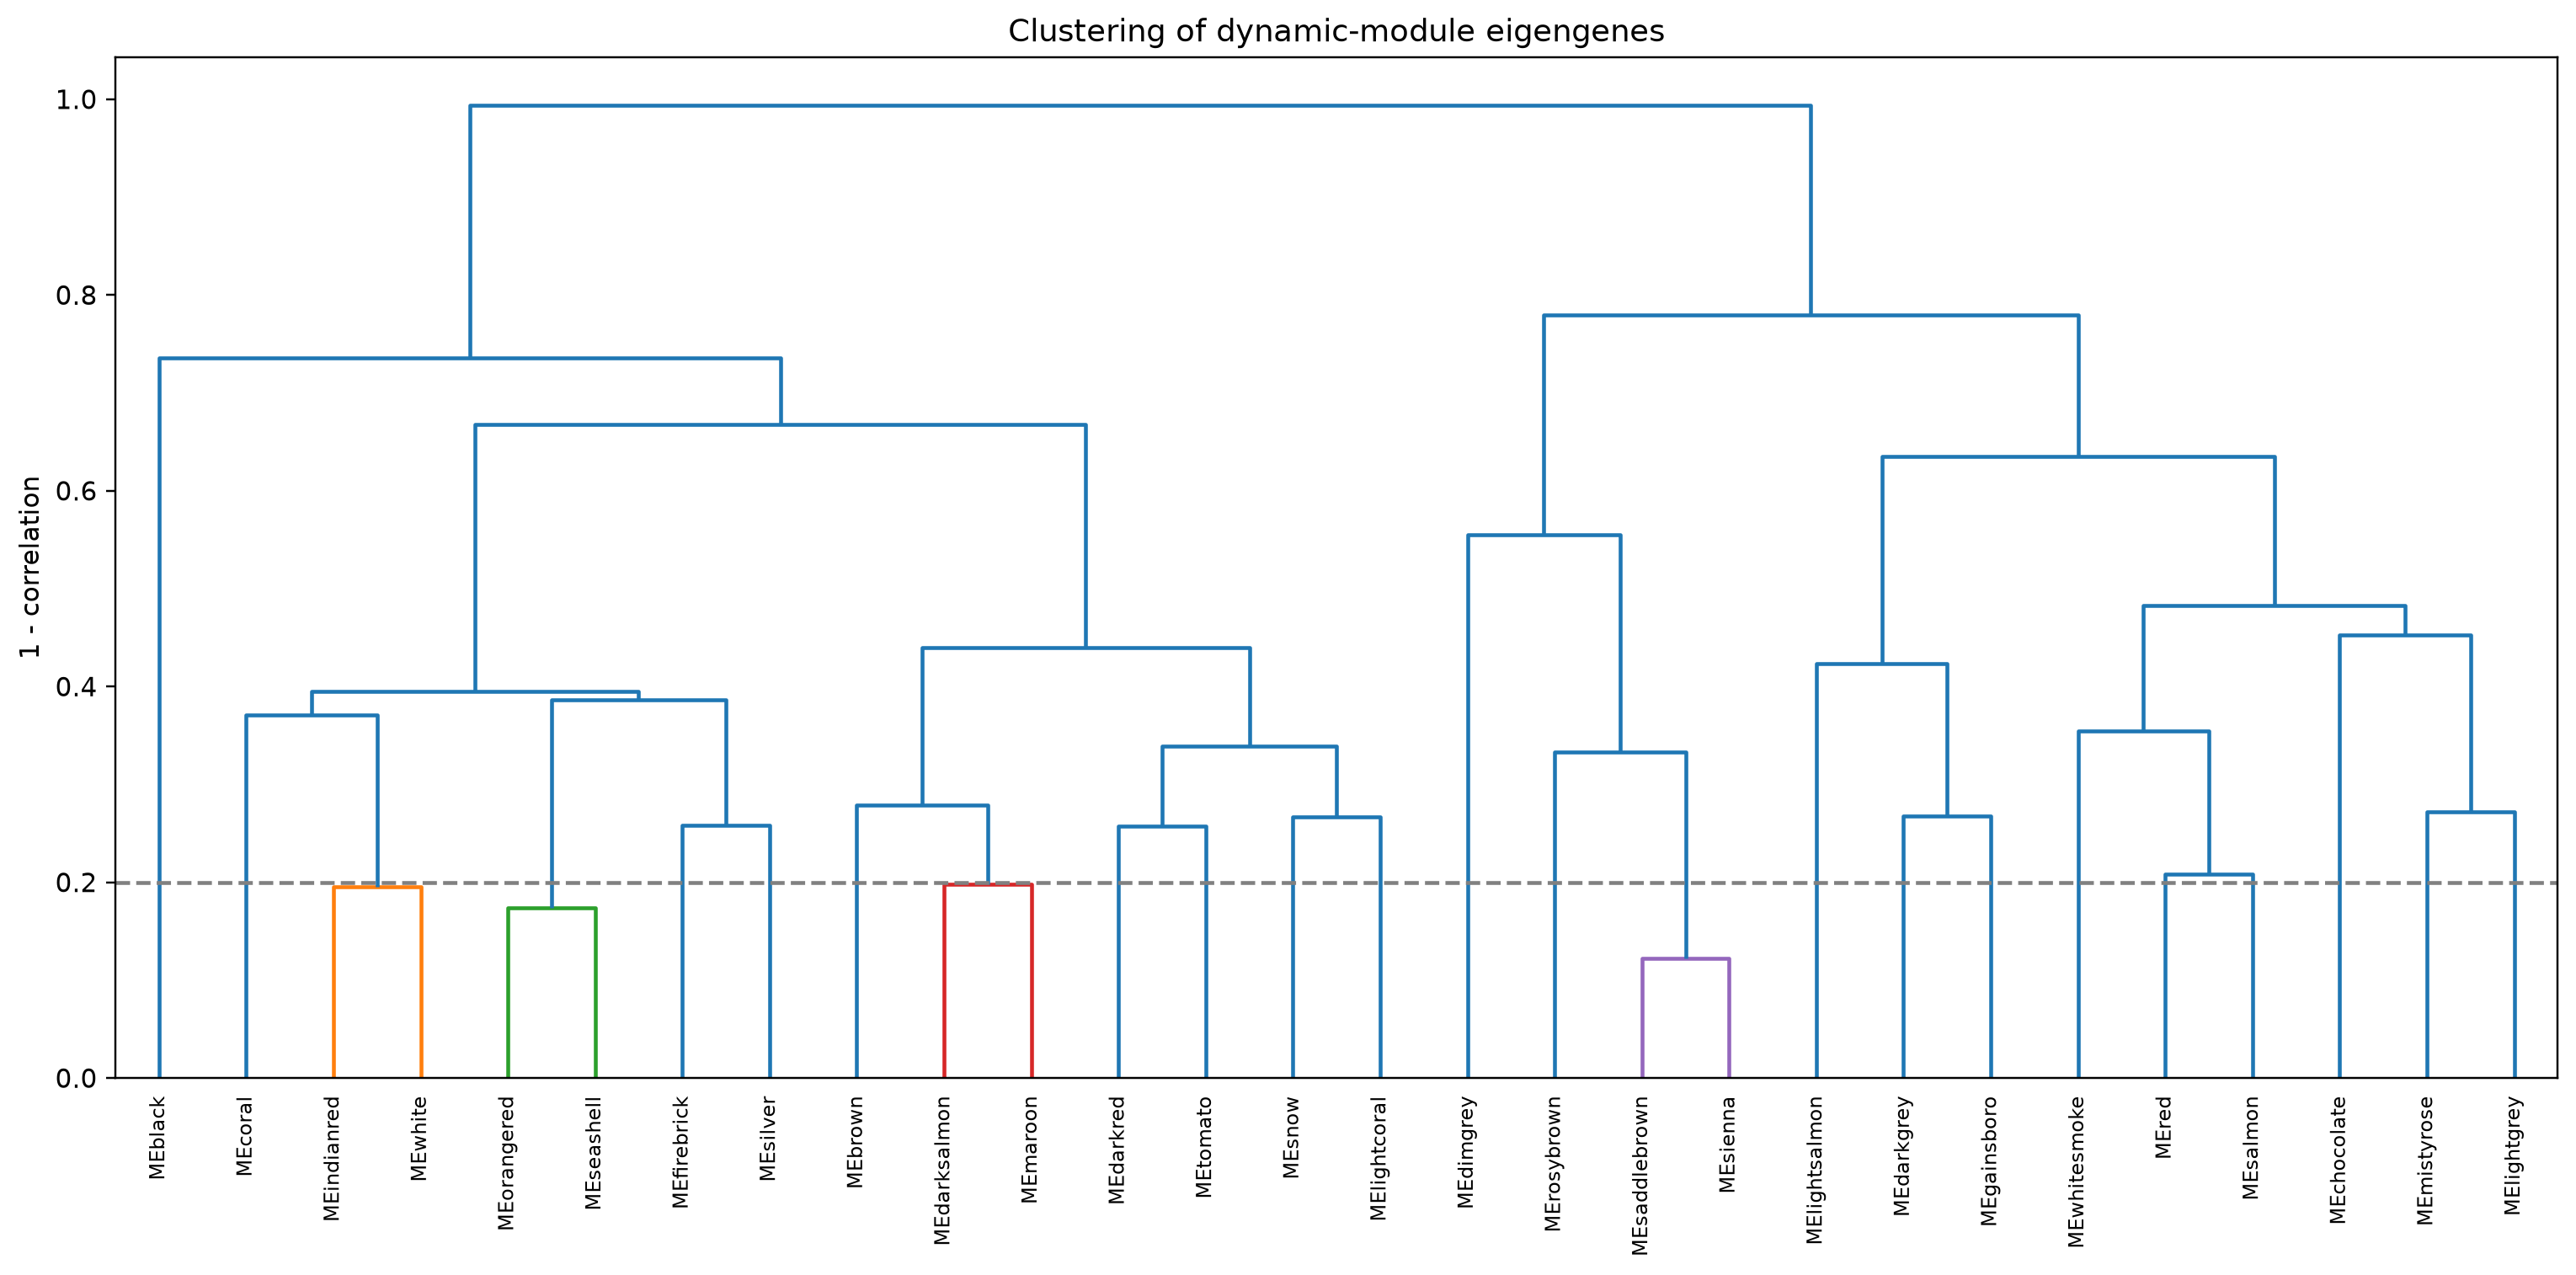 Clustering of dynamic-module eigengenes
1 - correlation
1.0
0.8
0.6
0.4
0.2
0.0
MEblack
MEcoral
MEindianred
MEwhite
MEorangered
MEseashell
MEfirebrick
MEsilver
MEbrown
MEdarksalmon
MEmaroon
MEdarkred
MEtomato
MEsnow
MElightcoral
MEdimgrey
MErosybrown
MEsaddlebrown
MEsienna
MElightsalmon
MEdarkgrey
MEgainsboro
MEwhitesmoke
MEred
MEsalmon
MEchocolate
MEmistyrose
MElightgrey